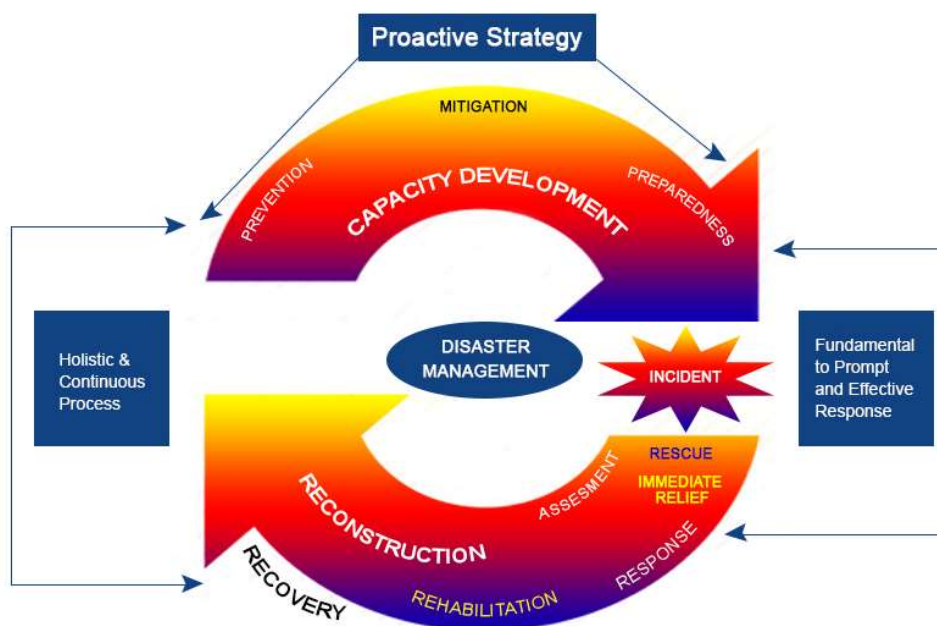 Proactive Strategy
MITIGATION
PREVENTION
CAPACITY DEVELOPMENT
PREPAREDNESS
Holistic &
Continuous
Process
DISASTER
MANAGEMENT
INCIDENT
Fundamental
to Prompt
and Effective
Response
RESCUE
IMMEDIATE
RELIEF
ASSESMENT
RESPONSE
RECONSTRUCTION
REHABILITATION
RECOVERY